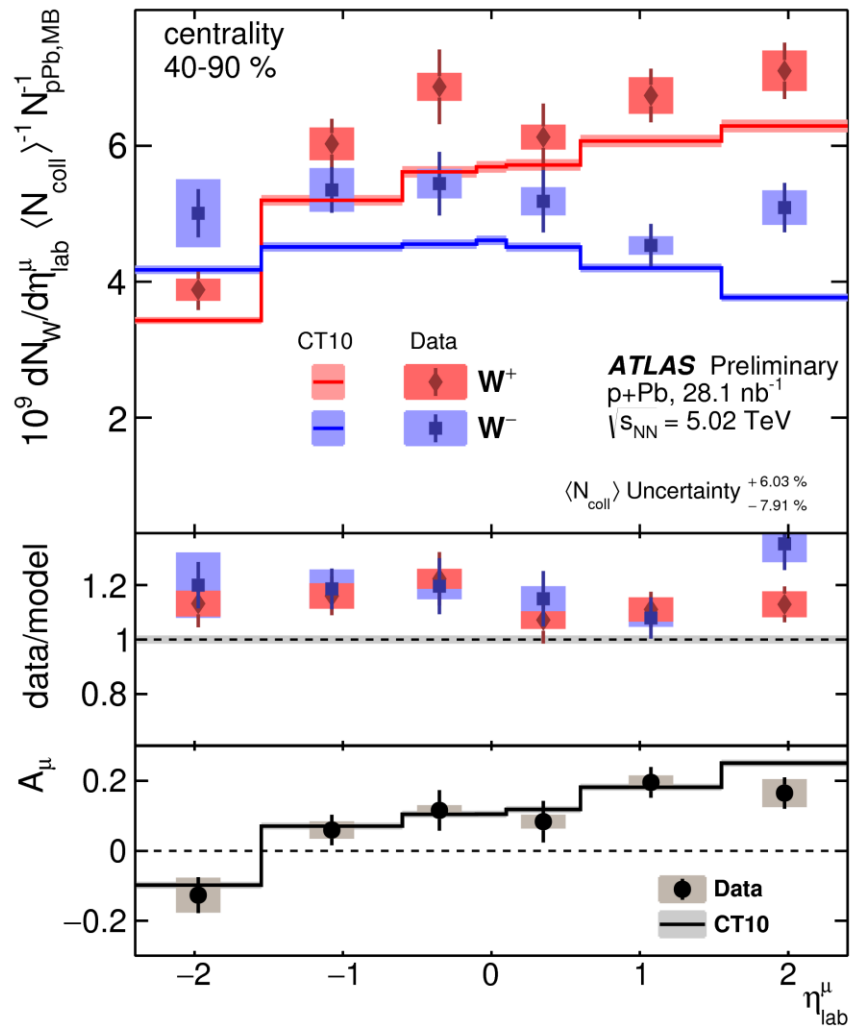 centrality
40-90 %
10⁹ dN_W/dη^μ_lab ⟨N_coll⟩⁻¹ N⁻¹_pPb,MB
6
4
2
CT10 Data
W⁺
W⁻
ATLAS Preliminary
p+Pb, 28.1 nb⁻¹
√s_NN = 5.02 TeV
⟨N_coll⟩ Uncertainty +6.03 % −7.91 %
data/model
1.2
1
0.8
A_μ
0.2
0
−0.2
Data
CT10
−2 −1 0 1 2
η^μ_lab